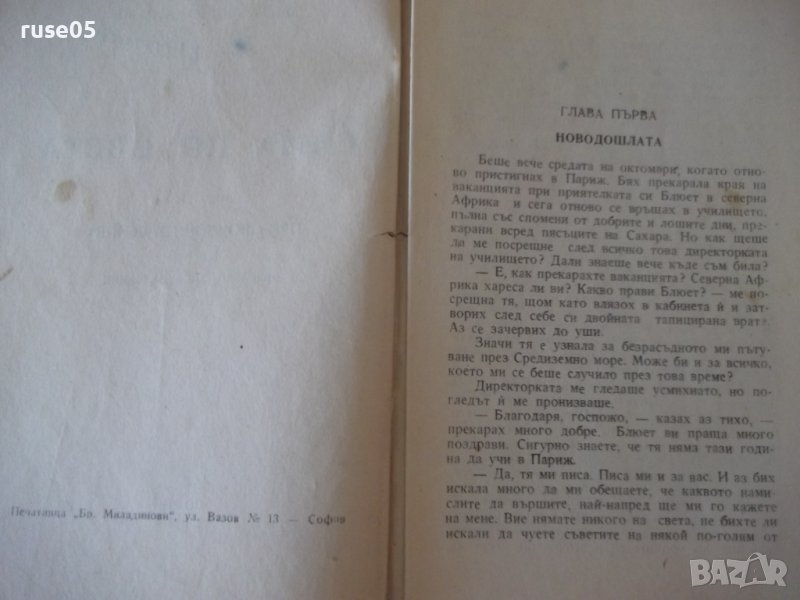 ruse05
Печатница „Бр. Миладинови“, ул. Вазов № 13 — София
ГЛАВА ПЪРВА
НОВОДОШЛАТА
Беше вече средата на октомври, когато отно-
во пристигнах в Париж. Бях прекарала края на
ваканцията при приятелката си Блюет в северна
Африка и сега отново се връщах в училището,
пълна със спомени от добрите и лошите дни, пре-
карани всред пясъците на Сахара. Но как щеше
да ме посрещне след всичко това директорката
на училището? Дали знаеше вече къде съм била?
— Е, как прекарахте ваканцията? Северна Аф-
рика хареса ли ви? Какво прави Блюет? — ме по-
срещна тя, щом като влязох в кабинета ѝ и зат-
ворих след себе си двойната тапицирана врата.
Аз се зачервих до уши.
Значи тя е узнала за безрасъдното ми пъту-
ване през Средиземно море. Може би и за всичко,
което ми се беше случило през това време?
Директорката ме гледаше усмихнато, но по-
гледът ѝ ме пронизваше.
— Благодаря, госпожо, — казах аз тихо, —
прекарах много добре. Блюет ви праща много
поздрави. Сигурно знаете, че тя няма тази годи-
на да учи в Париж.
— Да, тя ми писа. Писа ми и за вас. И аз бих
искала много да ми обещаете, че каквото нами-
слите да вършите, най-напред ще ми го кажете
на мене. Вие нямате никого на света, не бихте ли
искали да чуете съветите на някой по-голям от
BAZAR